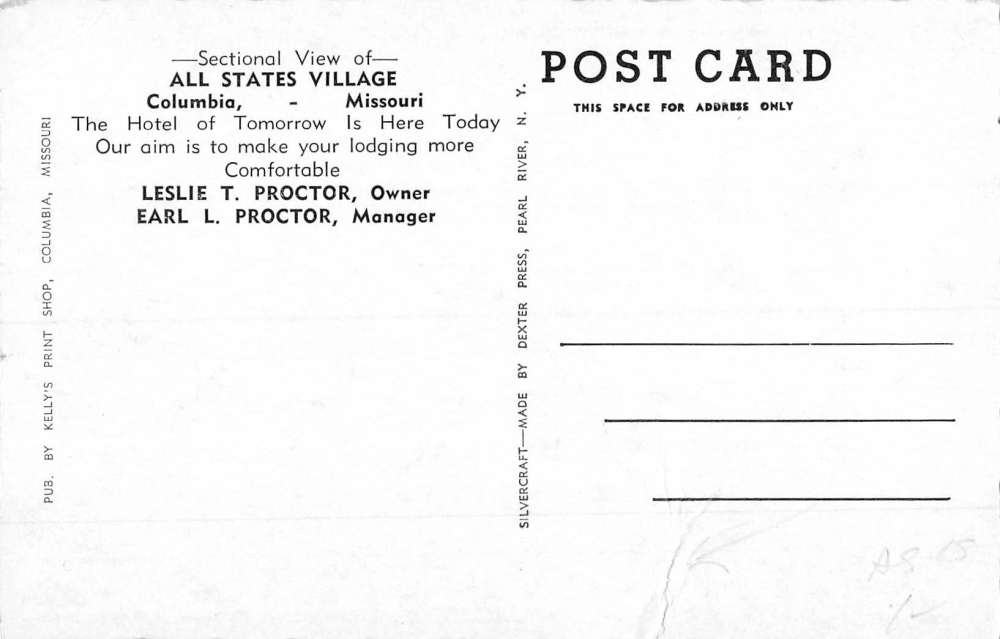 —Sectional View of—
ALL STATES VILLAGE
Columbia, - Missouri
The Hotel of Tomorrow Is Here Today
Our aim is to make your lodging more
Comfortable
LESLIE T. PROCTOR, Owner
EARL L. PROCTOR, Manager
PUB. BY KELLY'S PRINT SHOP, COLUMBIA, MISSOURI
SILVERCRAFT—MADE BY DEXTER PRESS, PEARL RIVER, N. Y.
POST CARD
THIS SPACE FOR ADDRESS ONLY